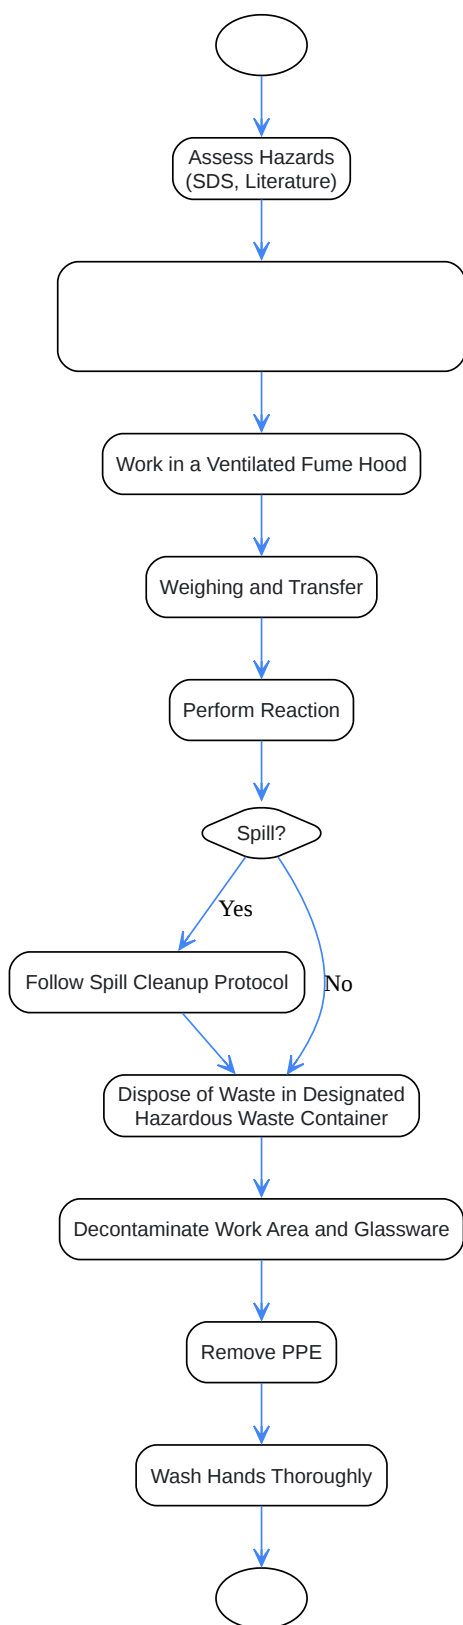 Assess Hazards
(SDS, Literature)
Work in a Ventilated Fume Hood
Weighing and Transfer
Perform Reaction
Spill?
Yes
Follow Spill Cleanup Protocol
No
Dispose of Waste in Designated
Hazardous Waste Container
Decontaminate Work Area and Glassware
Remove PPE
Wash Hands Thoroughly